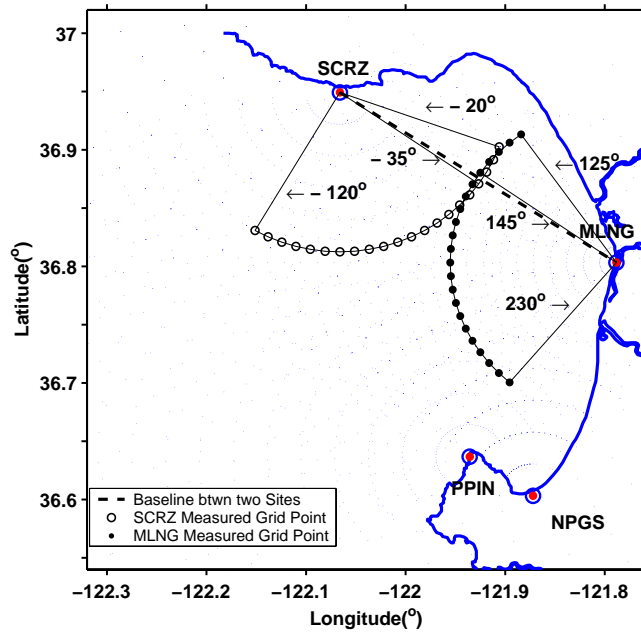 37
36.9
36.8
36.7
36.6
Latitude(°)
SCRZ
← − 20°
− 35° →
← 125°
← − 120°
145° →
MLNG
230° →
PPIN
NPGS
Baseline btwn two Sites
SCRZ Measured Grid Point
MLNG Measured Grid Point
−122.3 −122.2 −122.1 −122 −121.9 −121.8
Longitude(°)